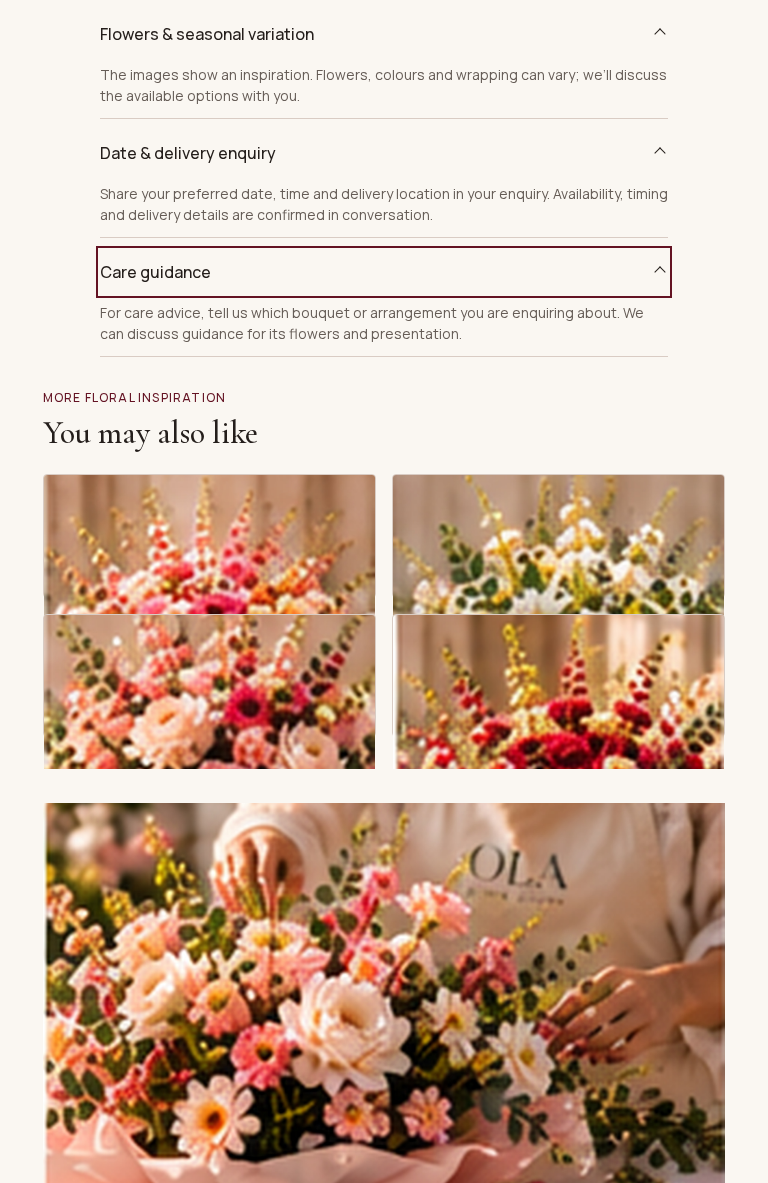 Flowers & seasonal variation
The images show an inspiration. Flowers, colours and wrapping can vary; we'll discuss
the available options with you.
Date & delivery enquiry
Share your preferred date, time and delivery location in your enquiry. Availability, timing
and delivery details are confirmed in conversation.
Care guidance
For care advice, tell us which bouquet or arrangement you are enquiring about. We
can discuss guidance for its flowers and presentation.
MORE FLORAL INSPIRATION
You may also like
OLA